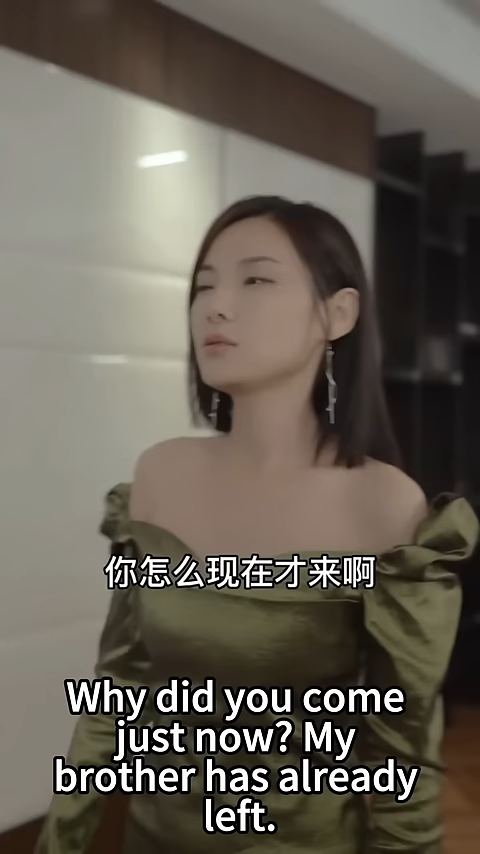 你怎么现在才来啊
Why did you come
just now? My
brother has already
left.